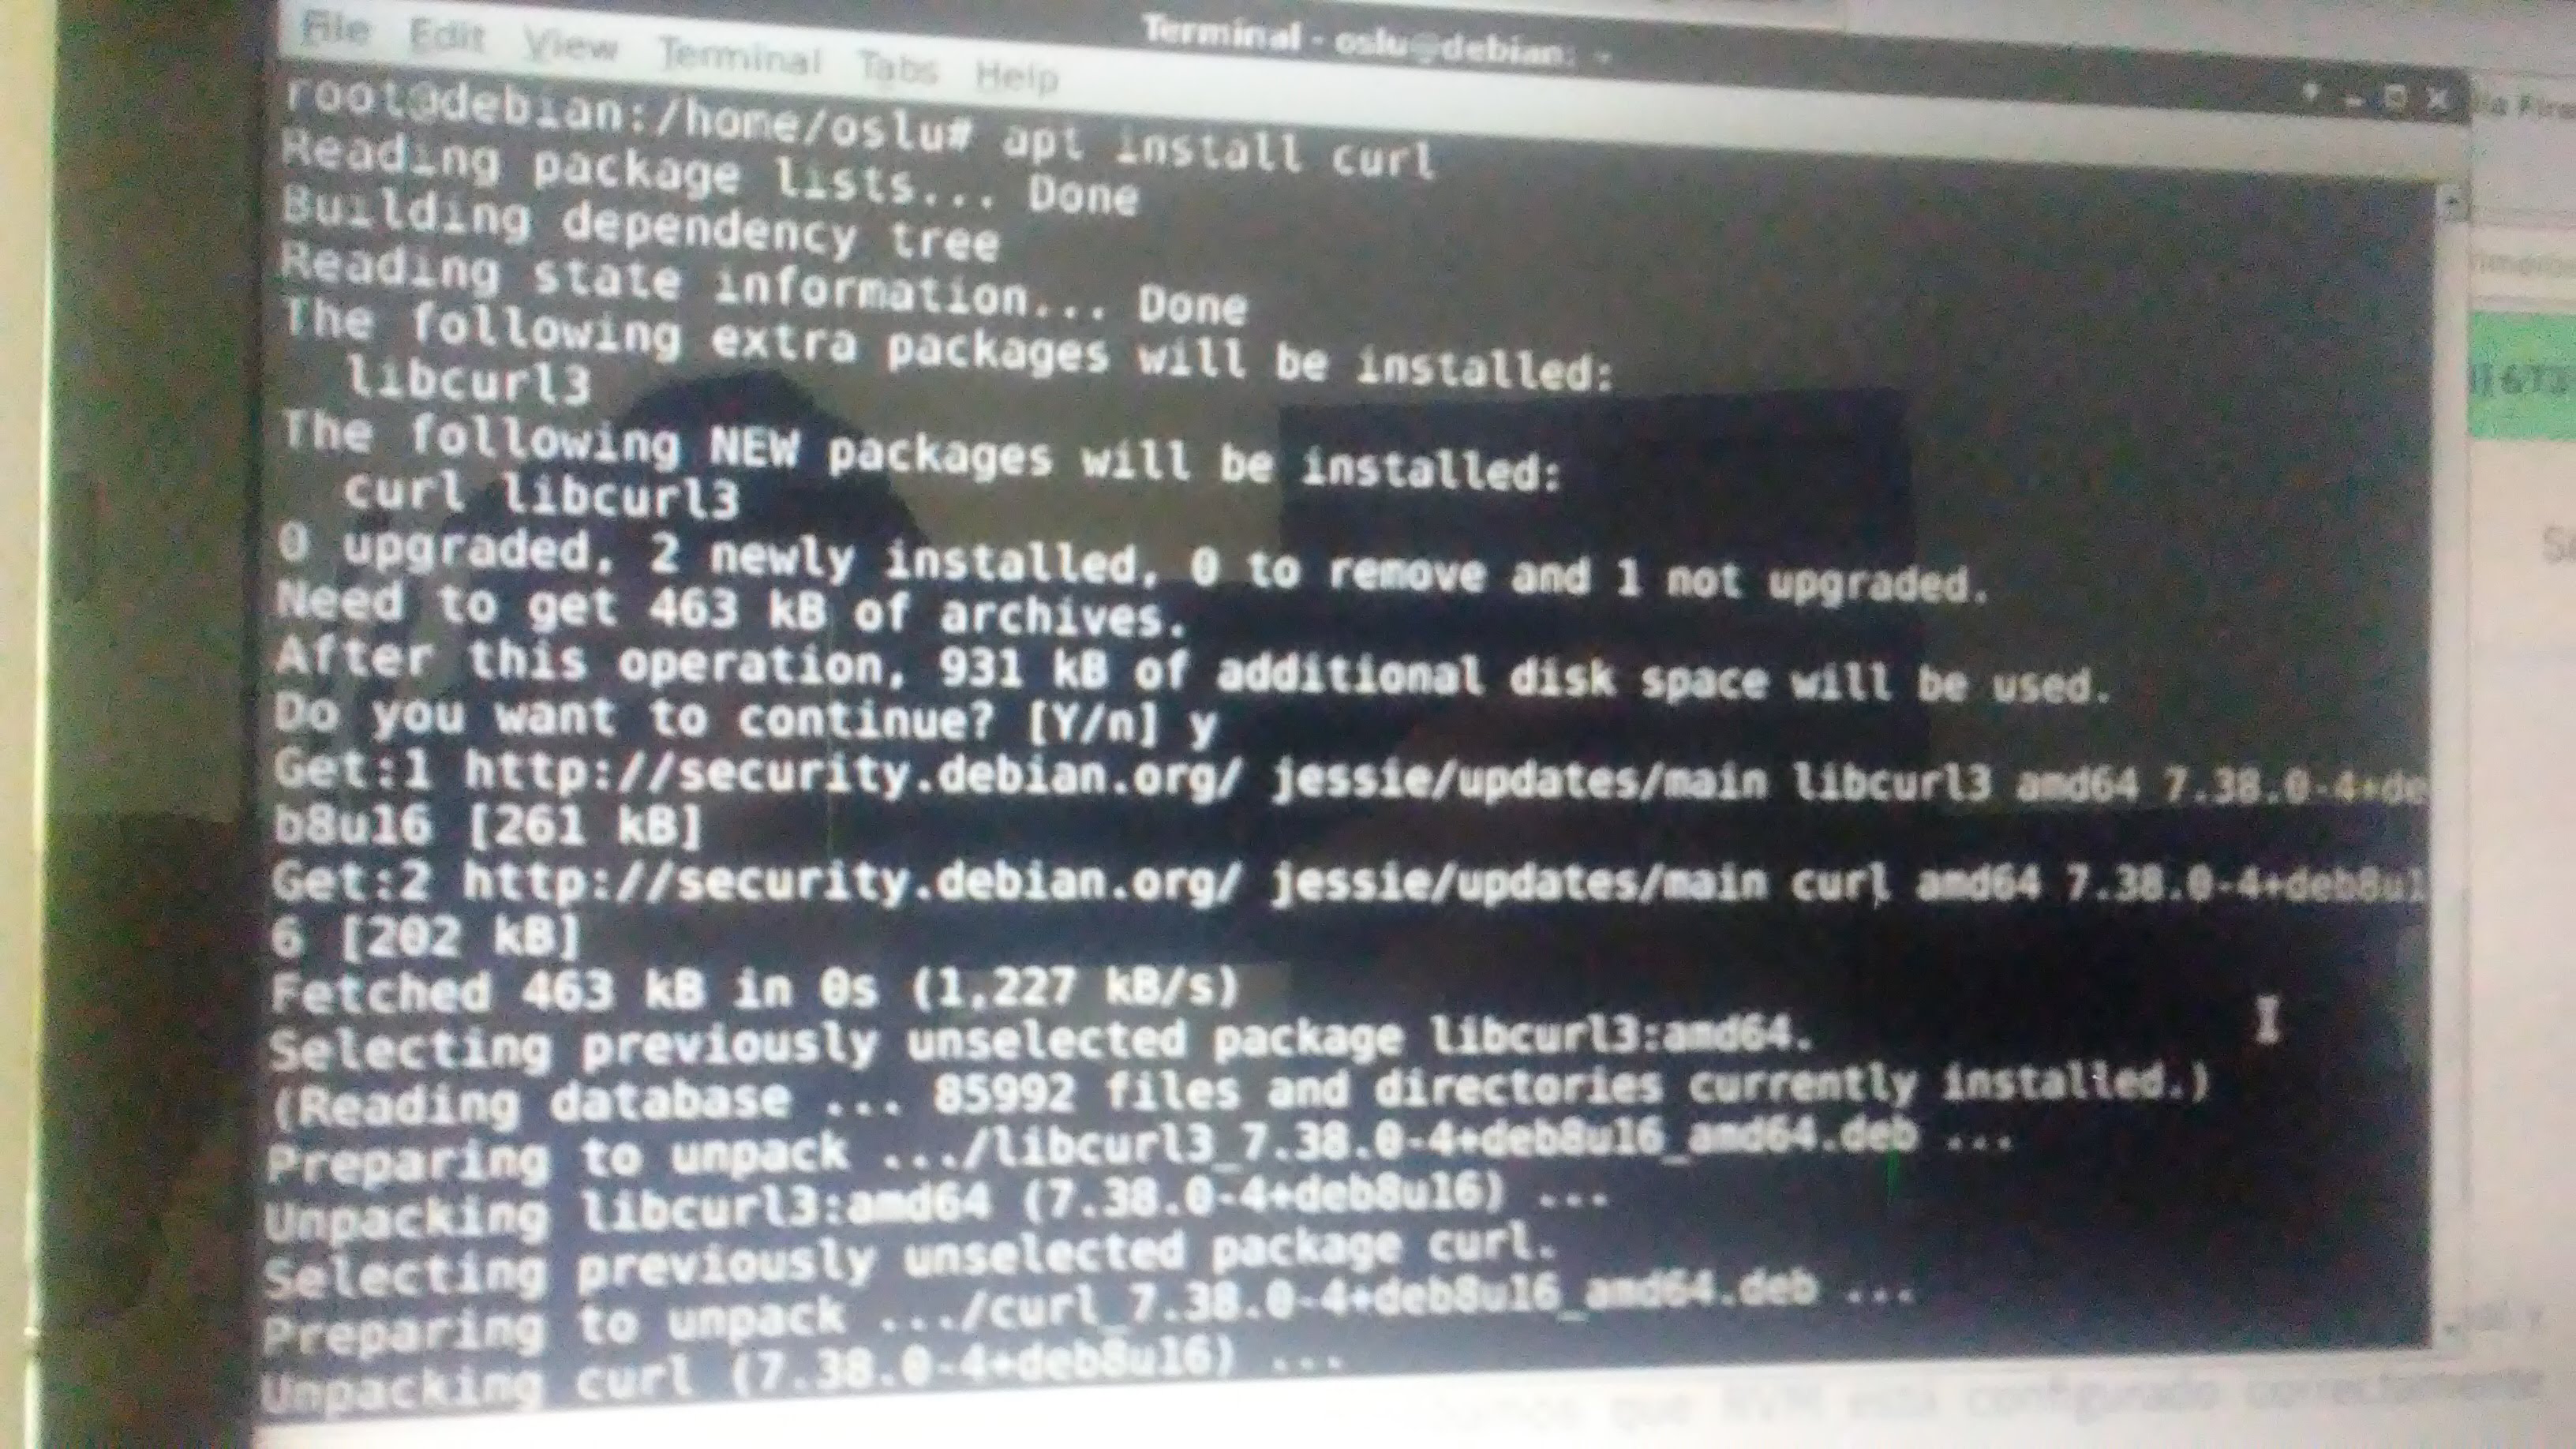 Terminal - oslu@debian: ~
File Edit View Terminal Tabs Help
root@debian:/home/oslu# apt install curl
Reading package lists... Done
Building dependency tree
Reading state information... Done
The following extra packages will be installed:
  libcurl3
The following NEW packages will be installed:
  curl libcurl3
0 upgraded, 2 newly installed, 0 to remove and 1 not upgraded.
Need to get 463 kB of archives.
After this operation, 931 kB of additional disk space will be used.
Do you want to continue? [Y/n] y
Get:1 http://security.debian.org/ jessie/updates/main libcurl3 amd64 7.38.0-4+de
b8u16 [261 kB]
Get:2 http://security.debian.org/ jessie/updates/main curl amd64 7.38.0-4+deb8u1
6 [202 kB]
Fetched 463 kB in 0s (1,227 kB/s)
Selecting previously unselected package libcurl3:amd64.
(Reading database ... 85992 files and directories currently installed.)
Preparing to unpack .../libcurl3_7.38.0-4+deb8u16_amd64.deb ...
Unpacking libcurl3:amd64 (7.38.0-4+deb8u16) ...
Selecting previously unselected package curl.
Preparing to unpack .../curl_7.38.0-4+deb8u16_amd64.deb ...
Unpacking curl (7.38.0-4+deb8u16) ...
que NVM está configurado correctamente